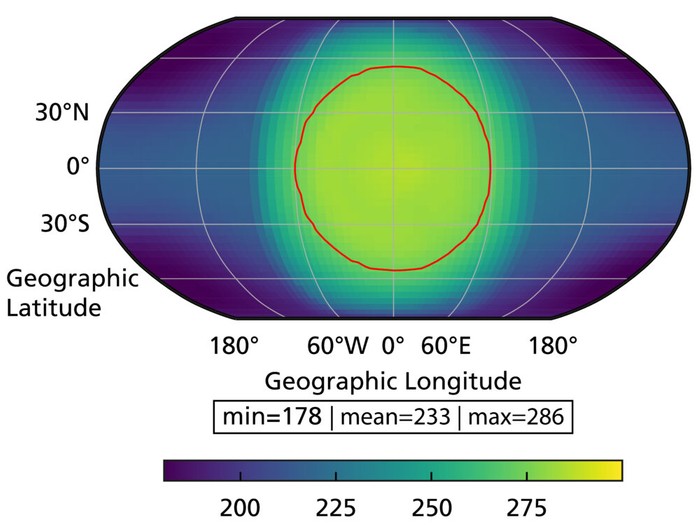 30°N
0°
30°S
Geographic
Latitude
180° 60°W 0° 60°E 180°
Geographic Longitude
min=178 | mean=233 | max=286
200 225 250 275